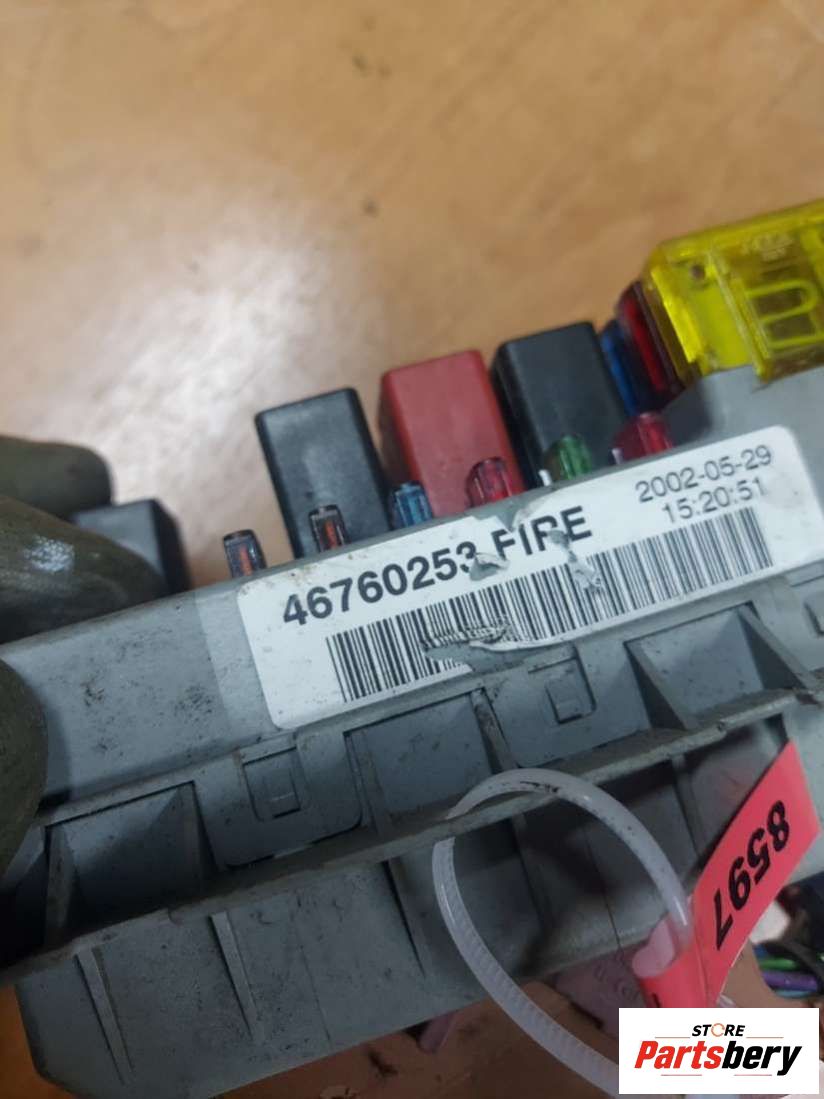 46760253 FIRE
2002-05-29
15:20:51
8597
STORE
Partsbery